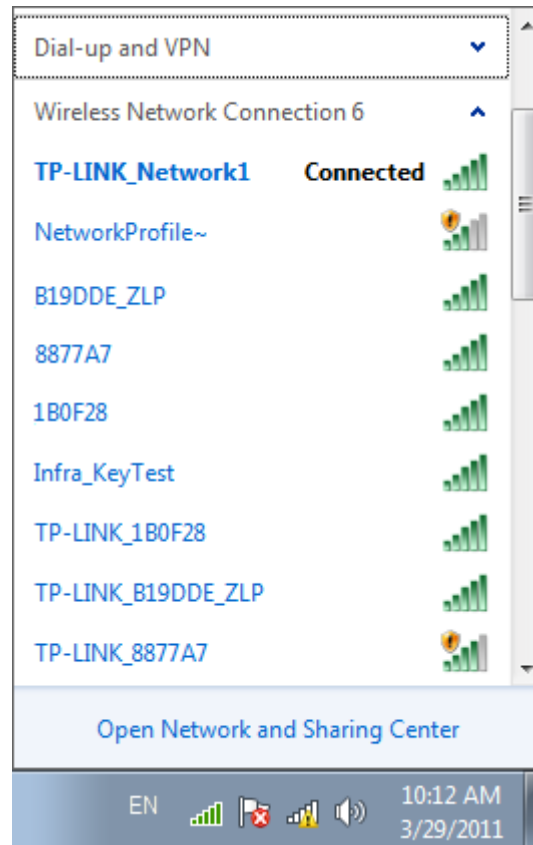 Dial-up and VPN
Wireless Network Connection 6
TP-LINK_Network1 Connected
NetworkProfile~
B19DDE_ZLP
8877A7
1B0F28
Infra_KeyTest
TP-LINK_1B0F28
TP-LINK_B19DDE_ZLP
TP-LINK_8877A7
Open Network and Sharing Center
EN 10:12 AM
3/29/2011